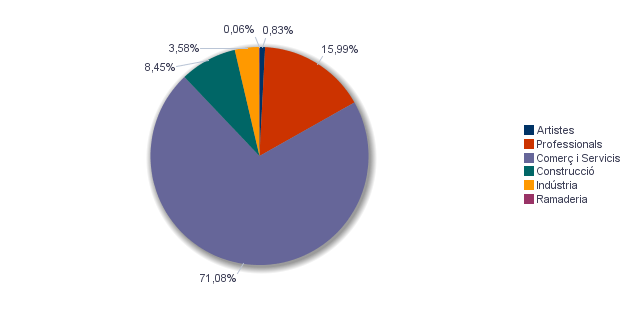 0,06%
0,83%
3,58%
15,99%
8,45%
71,08%
Artistes
Professionals
Comerç i Servicis
Construcció
Indústria
Ramaderia